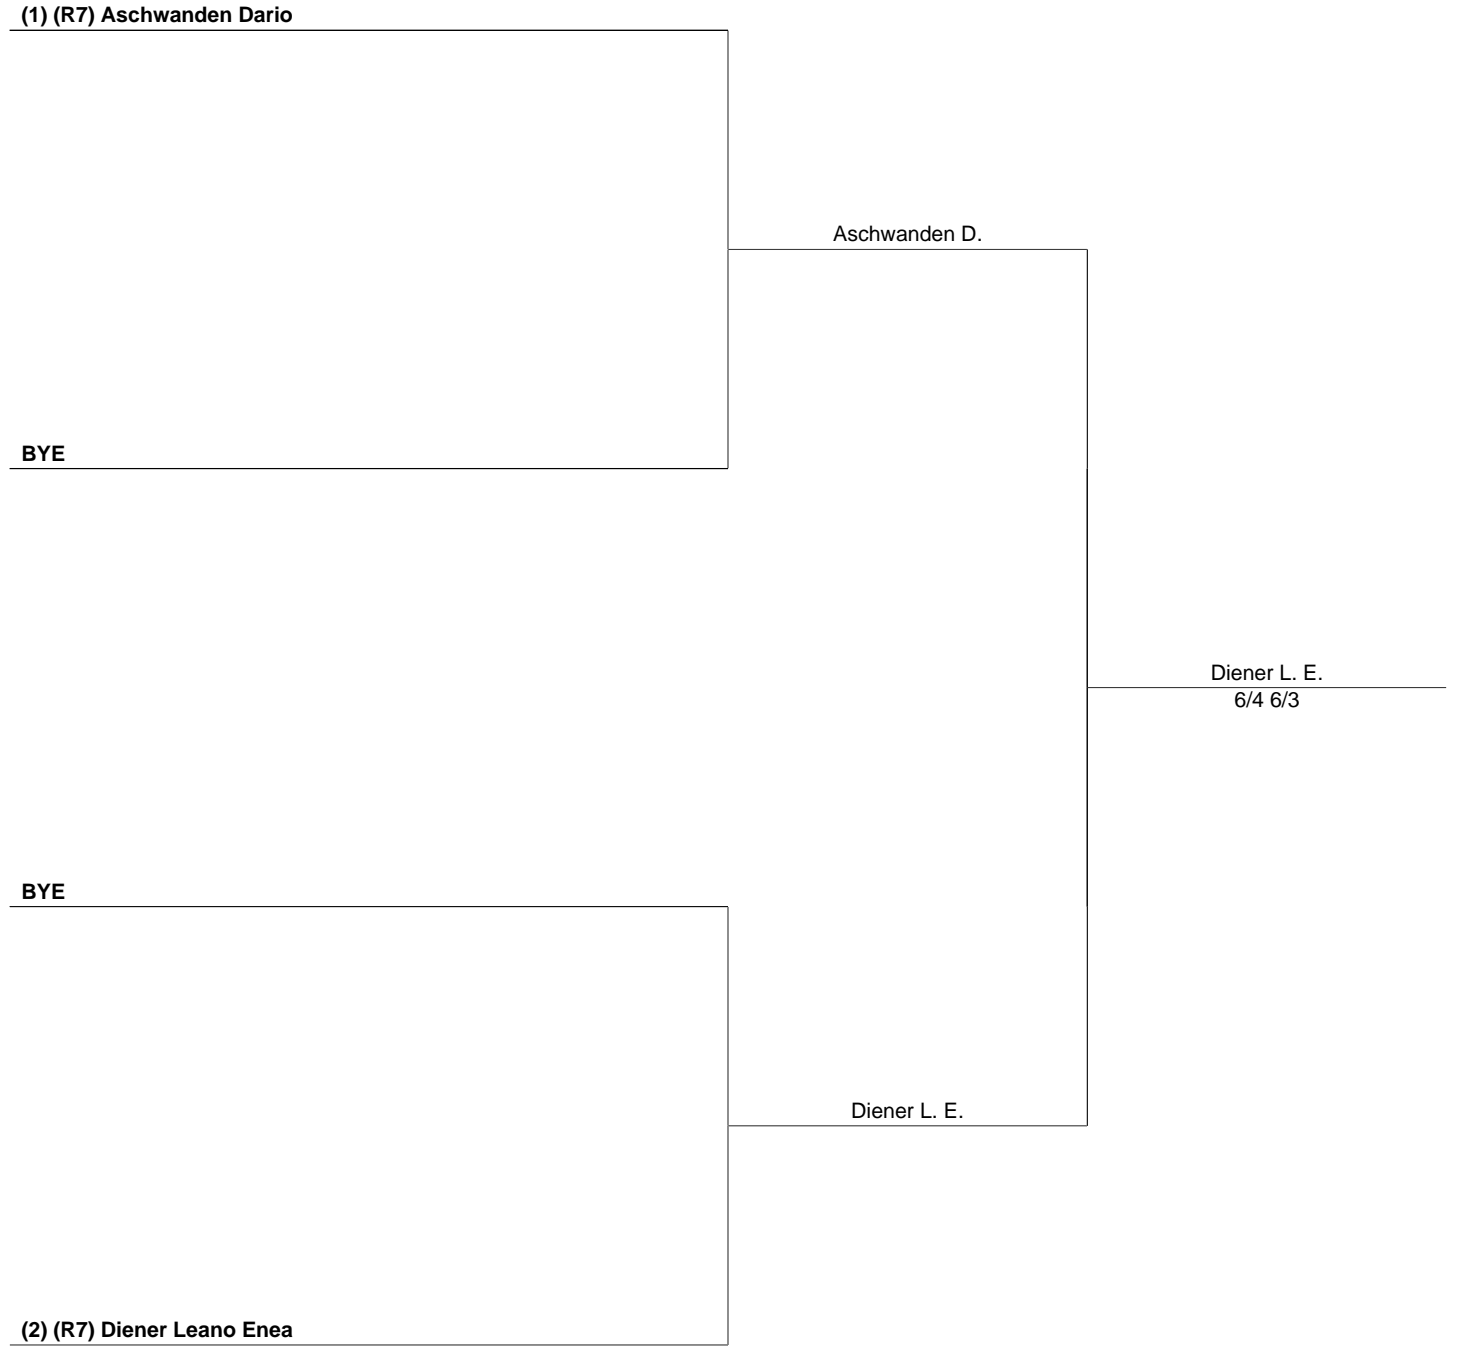 (1) (R7) Aschwanden Dario
Aschwanden D.
BYE
Diener L. E.
6/4 6/3
BYE
Diener L. E.
(2) (R7) Diener Leano Enea